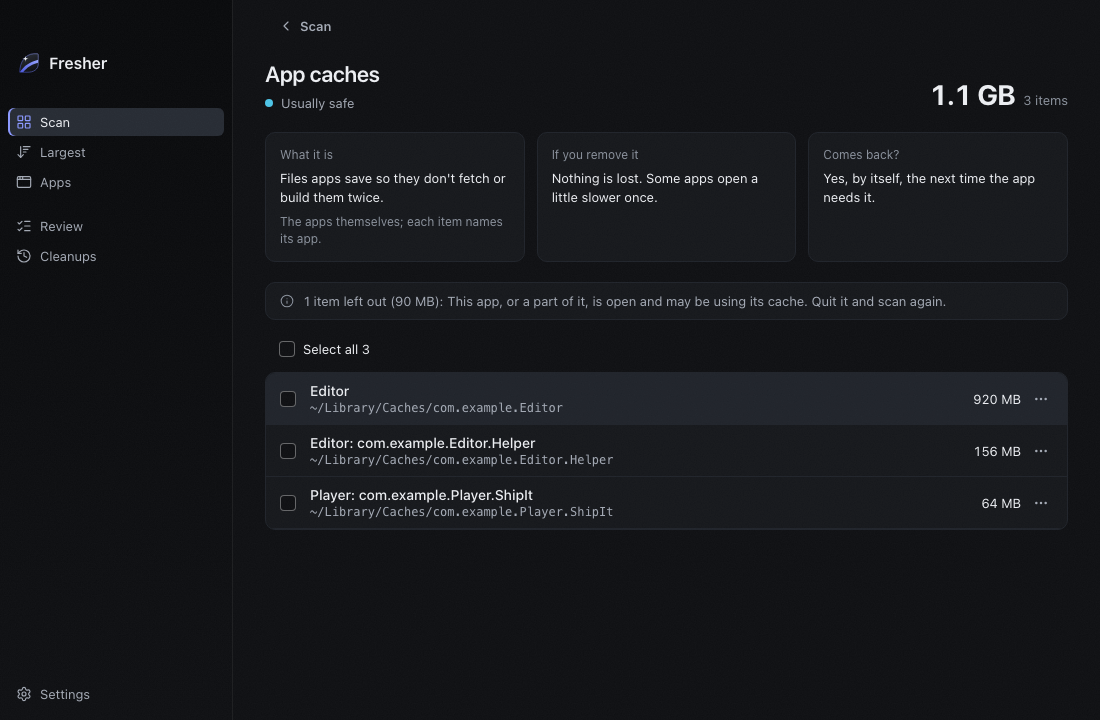 Fresher
Scan
Largest
Apps
Review
Cleanups
Settings
Scan
App caches
Usually safe
1.1 GB 3 items
What it is
Files apps save so they don't fetch or
build them twice.
The apps themselves; each item names
its app.
If you remove it
Nothing is lost. Some apps open a
little slower once.
Comes back?
Yes, by itself, the next time the app
needs it.
1 item left out (90 MB): This app, or a part of it, is open and may be using its cache. Quit it and scan again.
Select all 3
Editor
~/Library/Caches/com.example.Editor
920 MB
Editor: com.example.Editor.Helper
~/Library/Caches/com.example.Editor.Helper
156 MB
Player: com.example.Player.ShipIt
~/Library/Caches/com.example.Player.ShipIt
64 MB